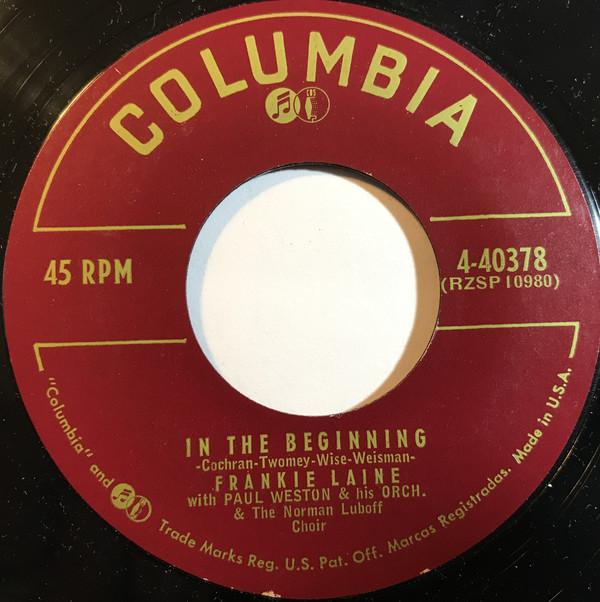 COLUMBIA
CBS
45 RPM
4-40378
(RZSP 10980)
IN THE BEGINNING
-Cochran-Twomey-Wise-Weisman-
FRANKIE LAINE
with PAUL WESTON & his ORCH.
& The Norman Luboff
Choir
"Columbia" and Trade Marks Reg. U.S. Pat. Off. Marcas Registradas. Made in U.S.A.